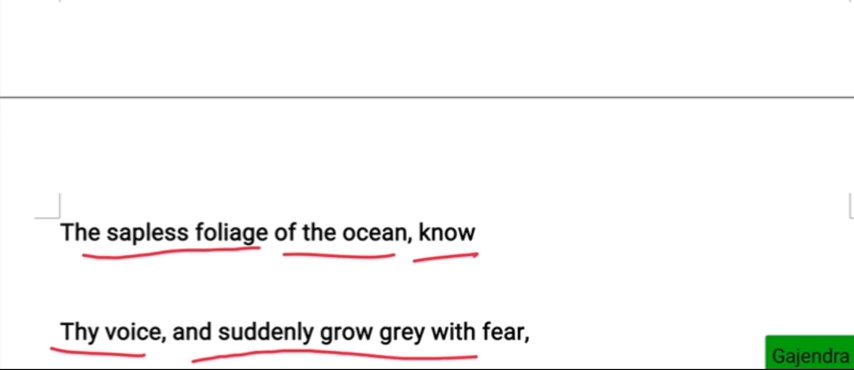 The sapless foliage of the ocean, know
Thy voice, and suddenly grow grey with fear,
Gajendra